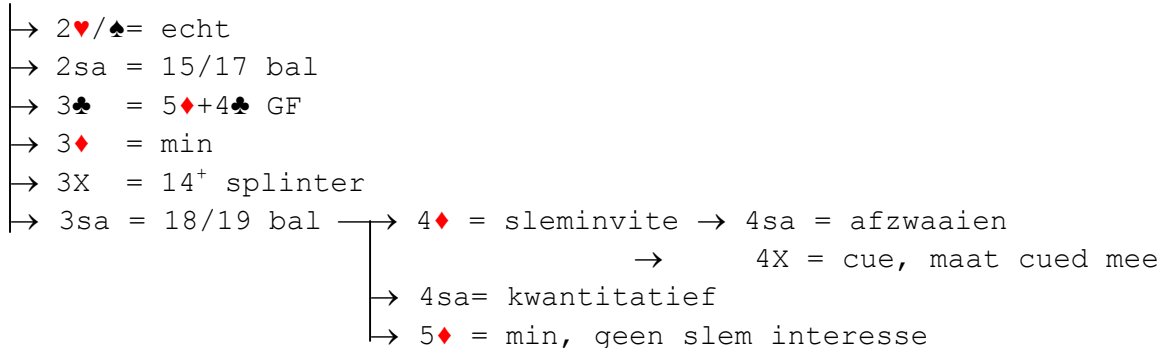 → 2♥/♠= echt
→ 2sa = 15/17 bal
→ 3♣ = 5♦+4♣ GF
→ 3♦ = min
→ 3X = 14⁺ splinter
→ 3sa = 18/19 bal → 4♦ = sleminvite → 4sa = afzwaaien
→ 4X = cue, maat cued mee
→ 4sa= kwantitatief
→ 5♦ = min, geen slem interesse